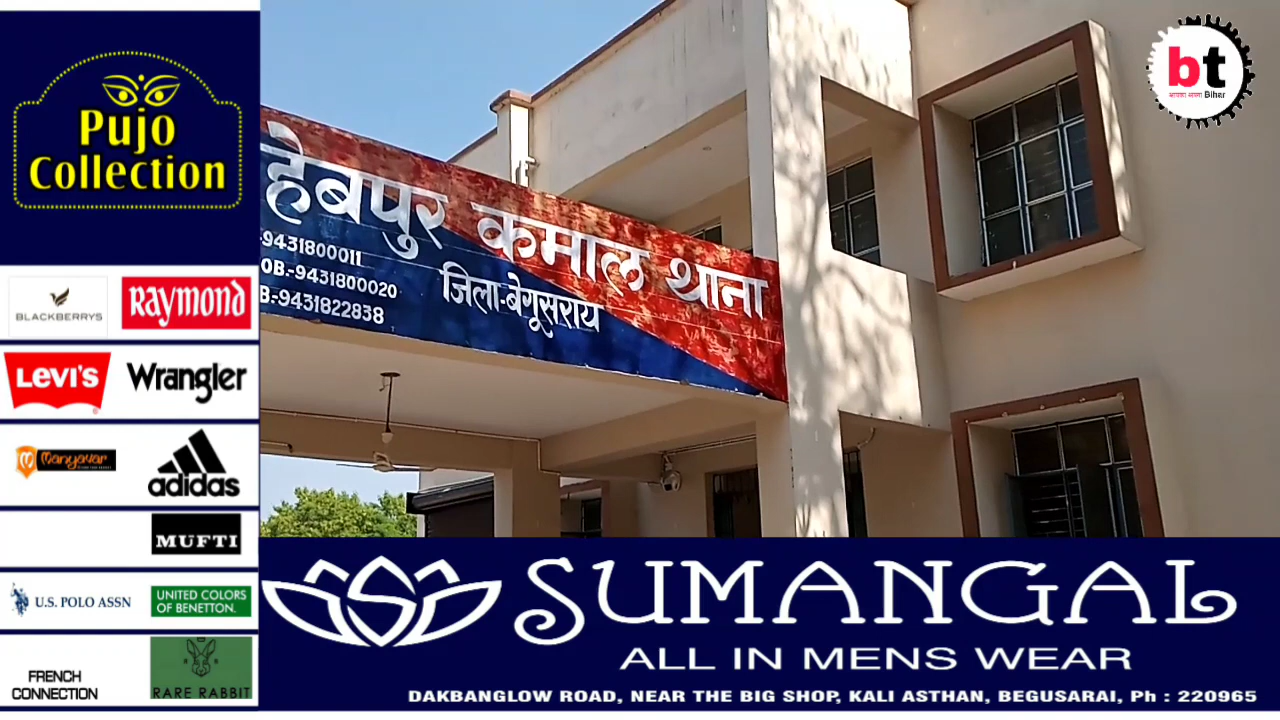 Pujo
Collection
BLACKBERRYS
RAYMOND
LEVI'S
Wrangler
Manyavar
adidas
MUFTI
U.S. POLO ASSN
UNITED COLORS
OF BENETTON.
FRENCH
CONNECTION
RARE RABBIT
bt
आपका अपना Bihar
हेबपुर कमाल थाना
जिला-बेगूसराय
-9431800011
OB.-9431800020
B.-9431822838
SUMANGAL
ALL IN MENS WEAR
DAKBANGLOW ROAD, NEAR THE BIG SHOP, KALI ASTHAN, BEGUSARAI, Ph : 220965